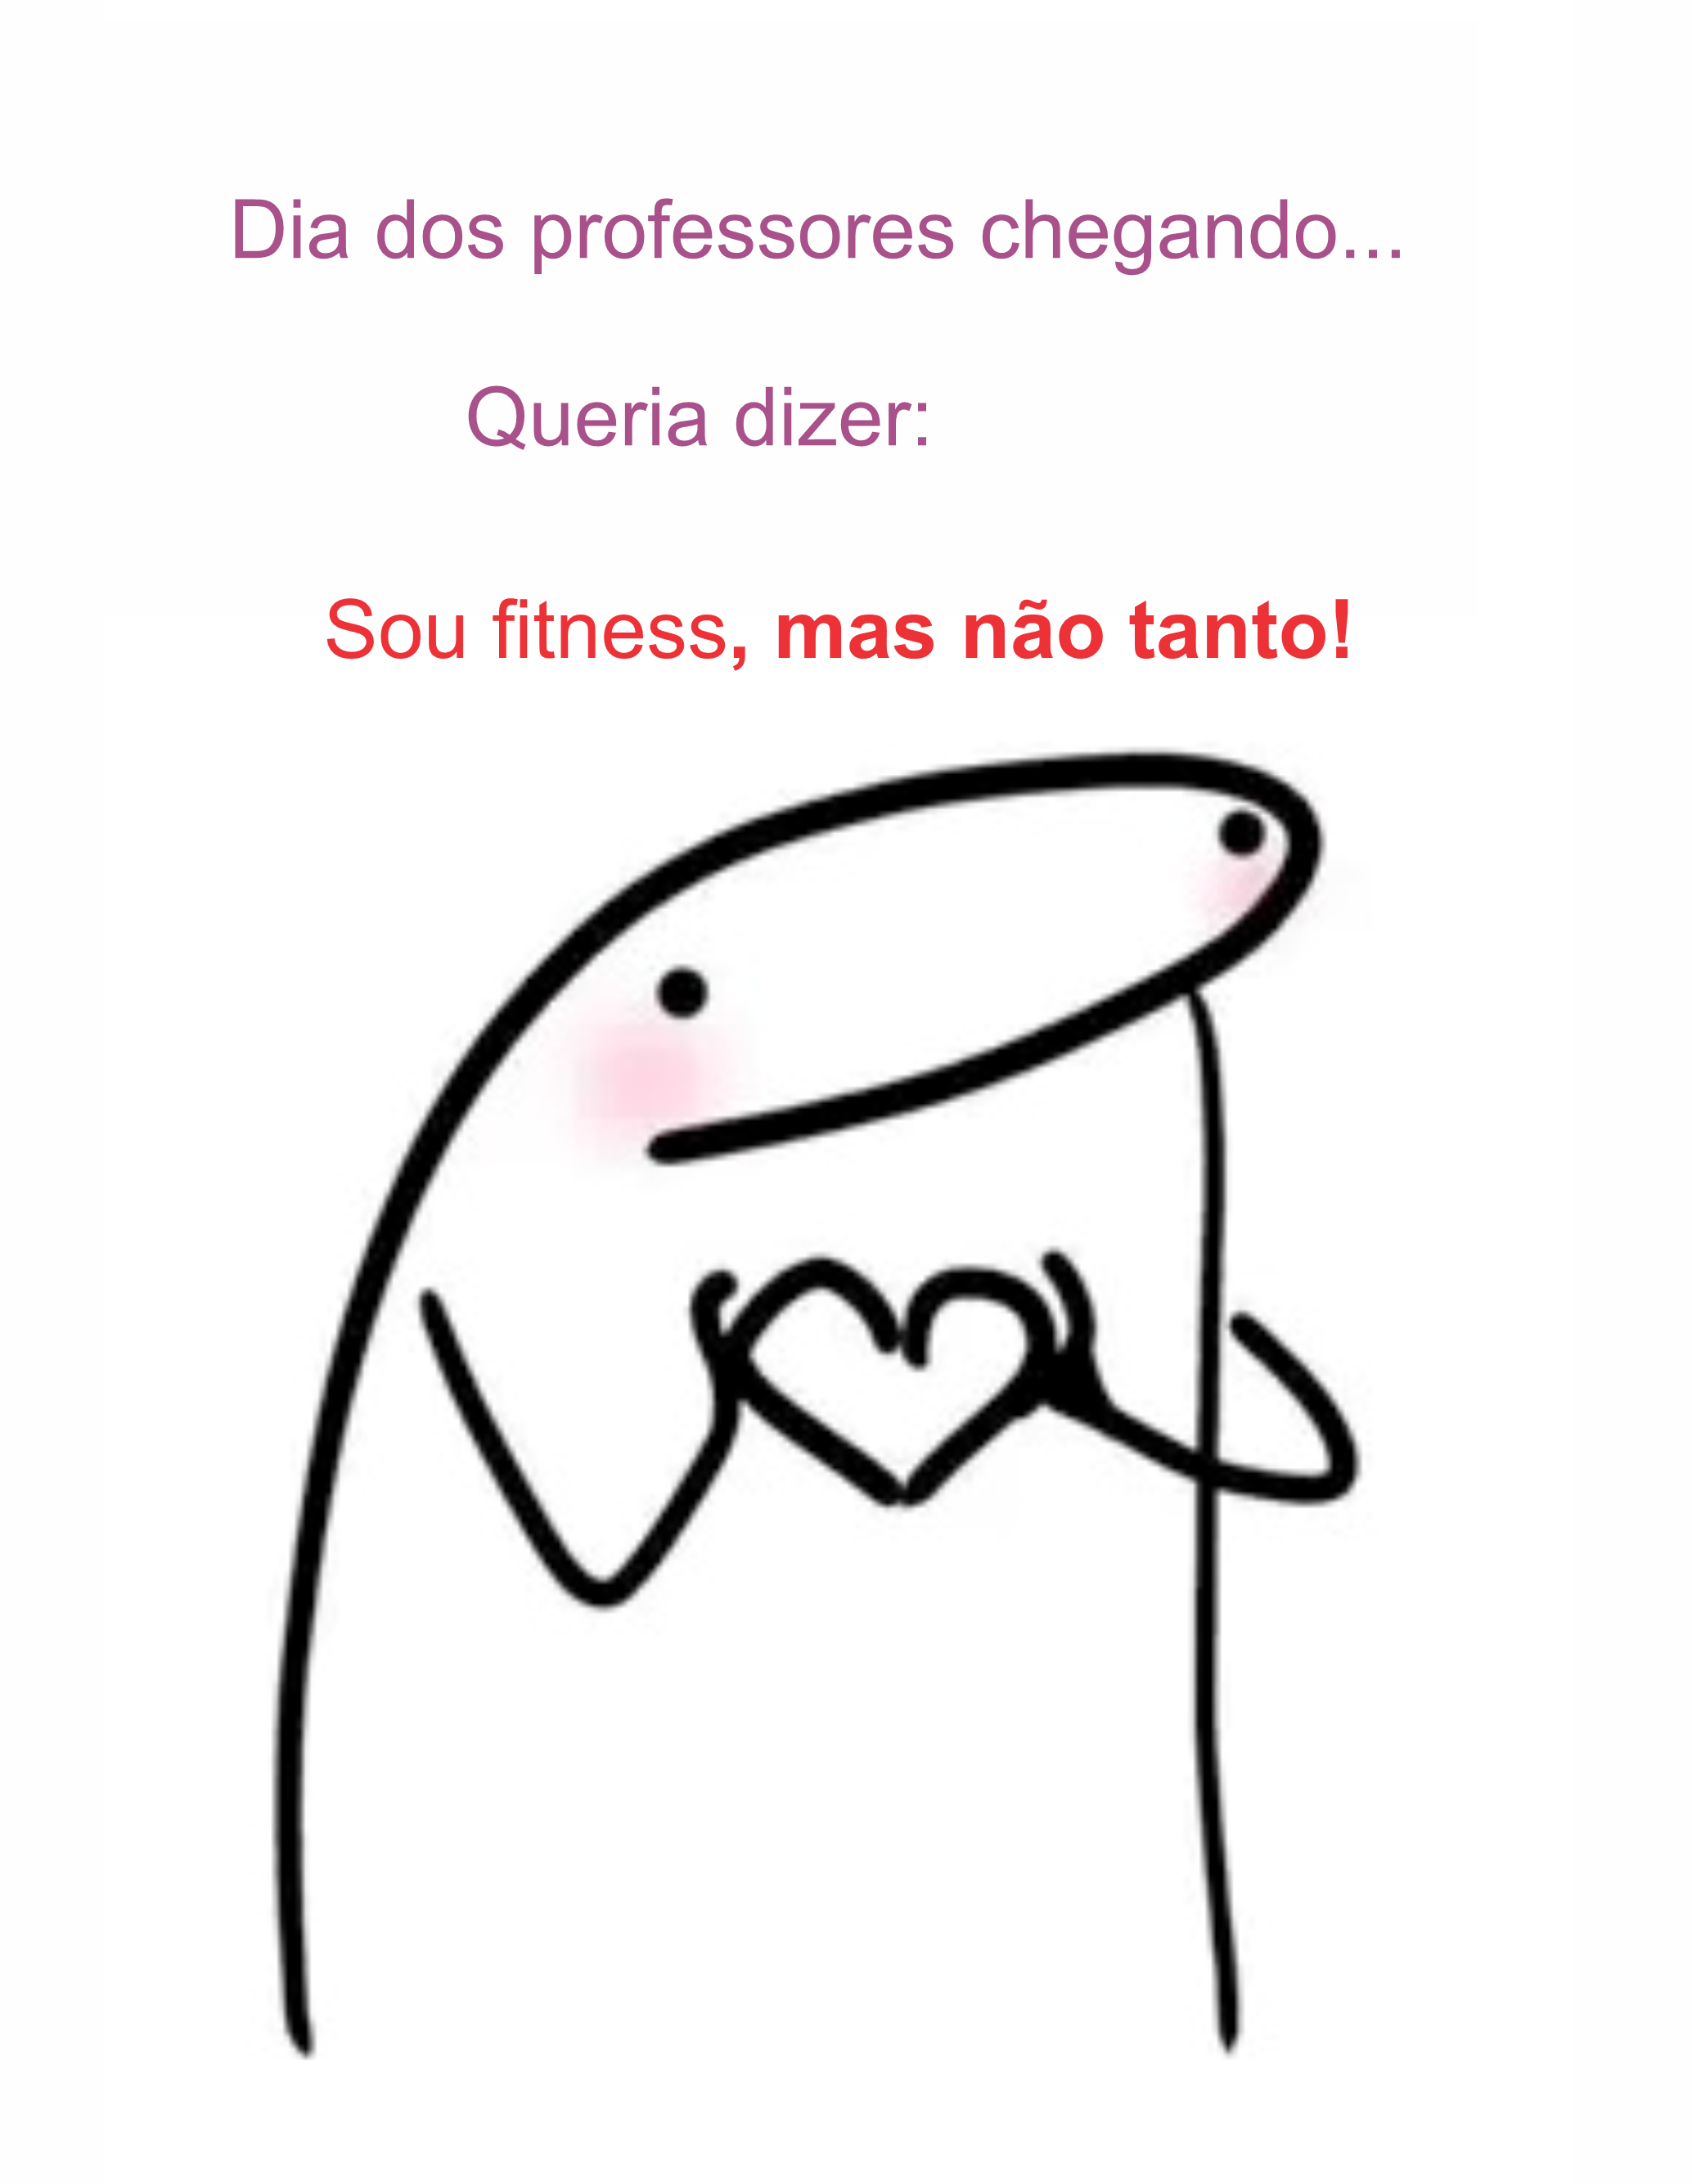 Dia dos professores chegando...
Queria dizer:
Sou fitness, mas não tanto!